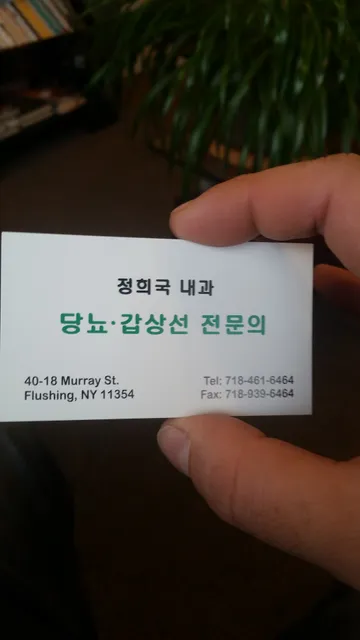 정희국 내과
당뇨·갑상선 전문의
40-18 Murray St.
Flushing, NY 11354
Tel: 718-461-6464
Fax: 718-939-6464